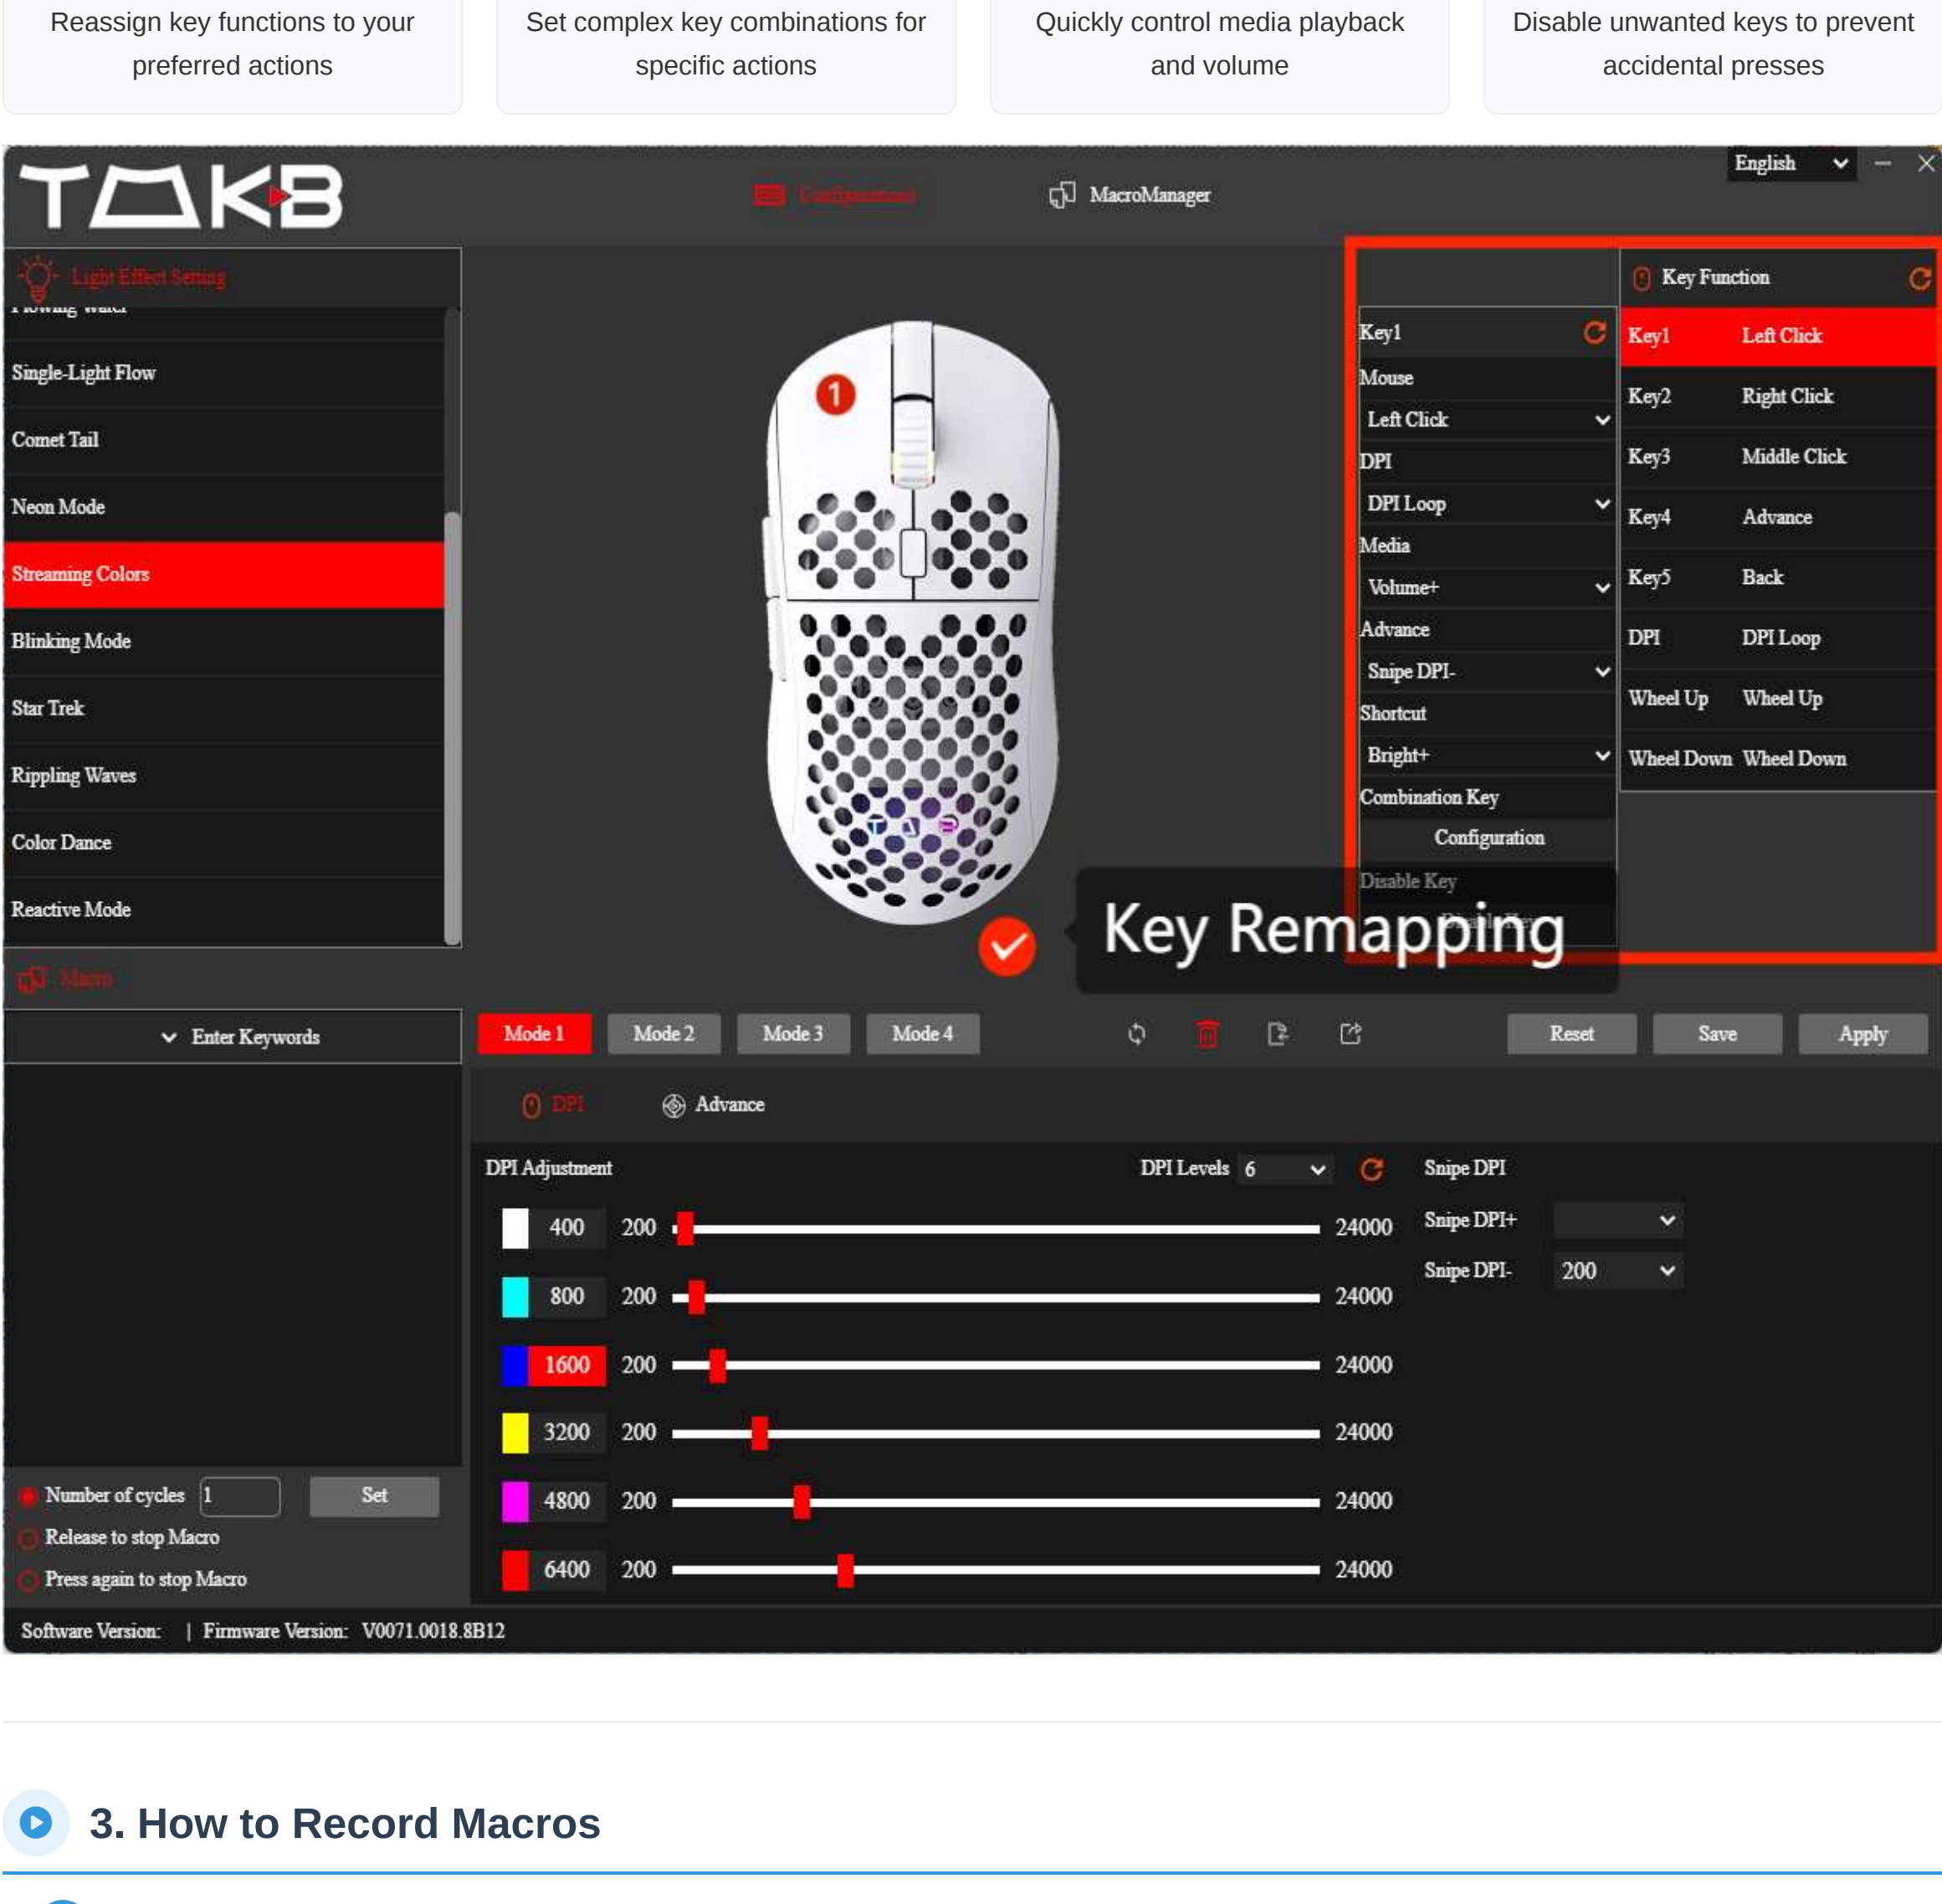 Reassign key functions to your
preferred actions
Set complex key combinations for
specific actions
Quickly control media playback
and volume
Disable unwanted keys to prevent
accidental presses
English
Configurations
MacroManager
Light Effect Setting
Flowing Water
Single-Light Flow
Comet Tail
Neon Mode
Streaming Colors
Blinking Mode
Star Trek
Rippling Waves
Color Dance
Reactive Mode
1
Key1
Mouse
Left Click
DPI
DPI Loop
Media
Volume+
Advance
Snipe DPI-
Shortcut
Bright+
Combination Key
Configuration
Disable Key
Disable Key
Key Function
Key1 Left Click
Key2 Right Click
Key3 Middle Click
Key4 Advance
Key5 Back
DPI DPI Loop
Wheel Up Wheel Up
Wheel Down Wheel Down
Key Remapping
Macro
Enter Keywords
Mode 1 Mode 2 Mode 3 Mode 4
Reset Save Apply
DPI Advance
DPI Adjustment
DPI Levels 6
Snipe DPI
400 200 24000
Snipe DPI+
800 200 24000
Snipe DPI- 200
1600 200 24000
3200 200 24000
4800 200 24000
6400 200 24000
Number of cycles 1 Set
Release to stop Macro
Press again to stop Macro
Software Version: | Firmware Version: V0071.0018.8B12
3. How to Record Macros